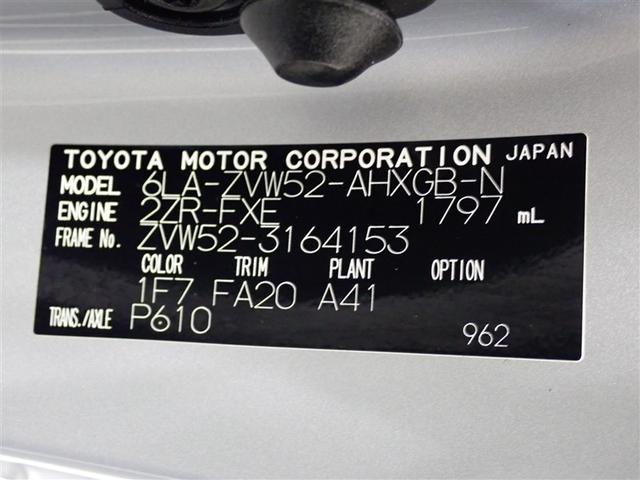 TOYOTA MOTOR CORPORATION JAPAN
MODEL 6LA-ZVW52-AHXGB-N
ENGINE 2ZR-FXE 1797 mL
FRAME No. ZVW52-3164153
COLOR TRIM PLANT OPTION
1F7 FA20 A41
TRANS./AXLE P610
962